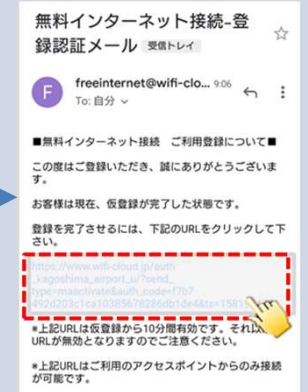 無料インターネット接続-登
録認証メール 受信トレイ
F
freeinternet@wifi-clo... 9:06
To: 自分
■無料インターネット接続 ご利用登録について■
この度はご登録いただき、誠にありがとうございま
す。
お客様は現在、仮登録が完了した状態です。
登録を完了させるには、下記のURLをクリックして下
さい。
https://www.wifi-cloud.jp/auth
_kagoshima_airport_u/?send_
type=maactivate&auth_code=f7b7
*上記URLは仮登録から10分間有効です。それ以
URLが無効となりますのでご注意ください。
*上記URLはご利用のアクセスポイントからのみ接続
が可能です。